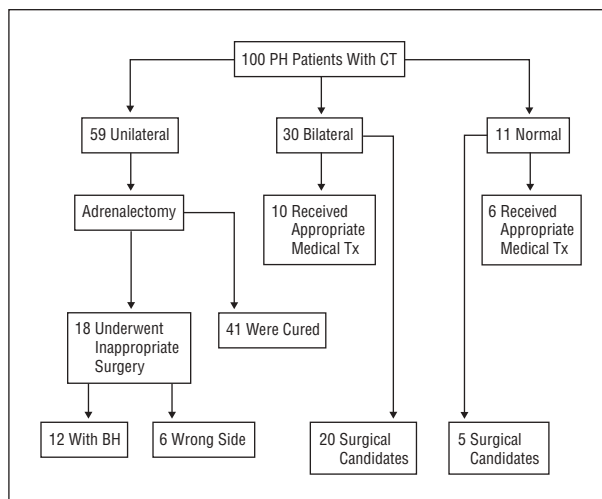 100 PH Patients With CT
59 Unilateral
30 Bilateral
11 Normal
Adrenalectomy
10 Received
Appropriate
Medical Tx
6 Received
Appropriate
Medical Tx
18 Underwent
Inappropriate
Surgery
41 Were Cured
12 With BH
6 Wrong Side
20 Surgical
Candidates
5 Surgical
Candidates